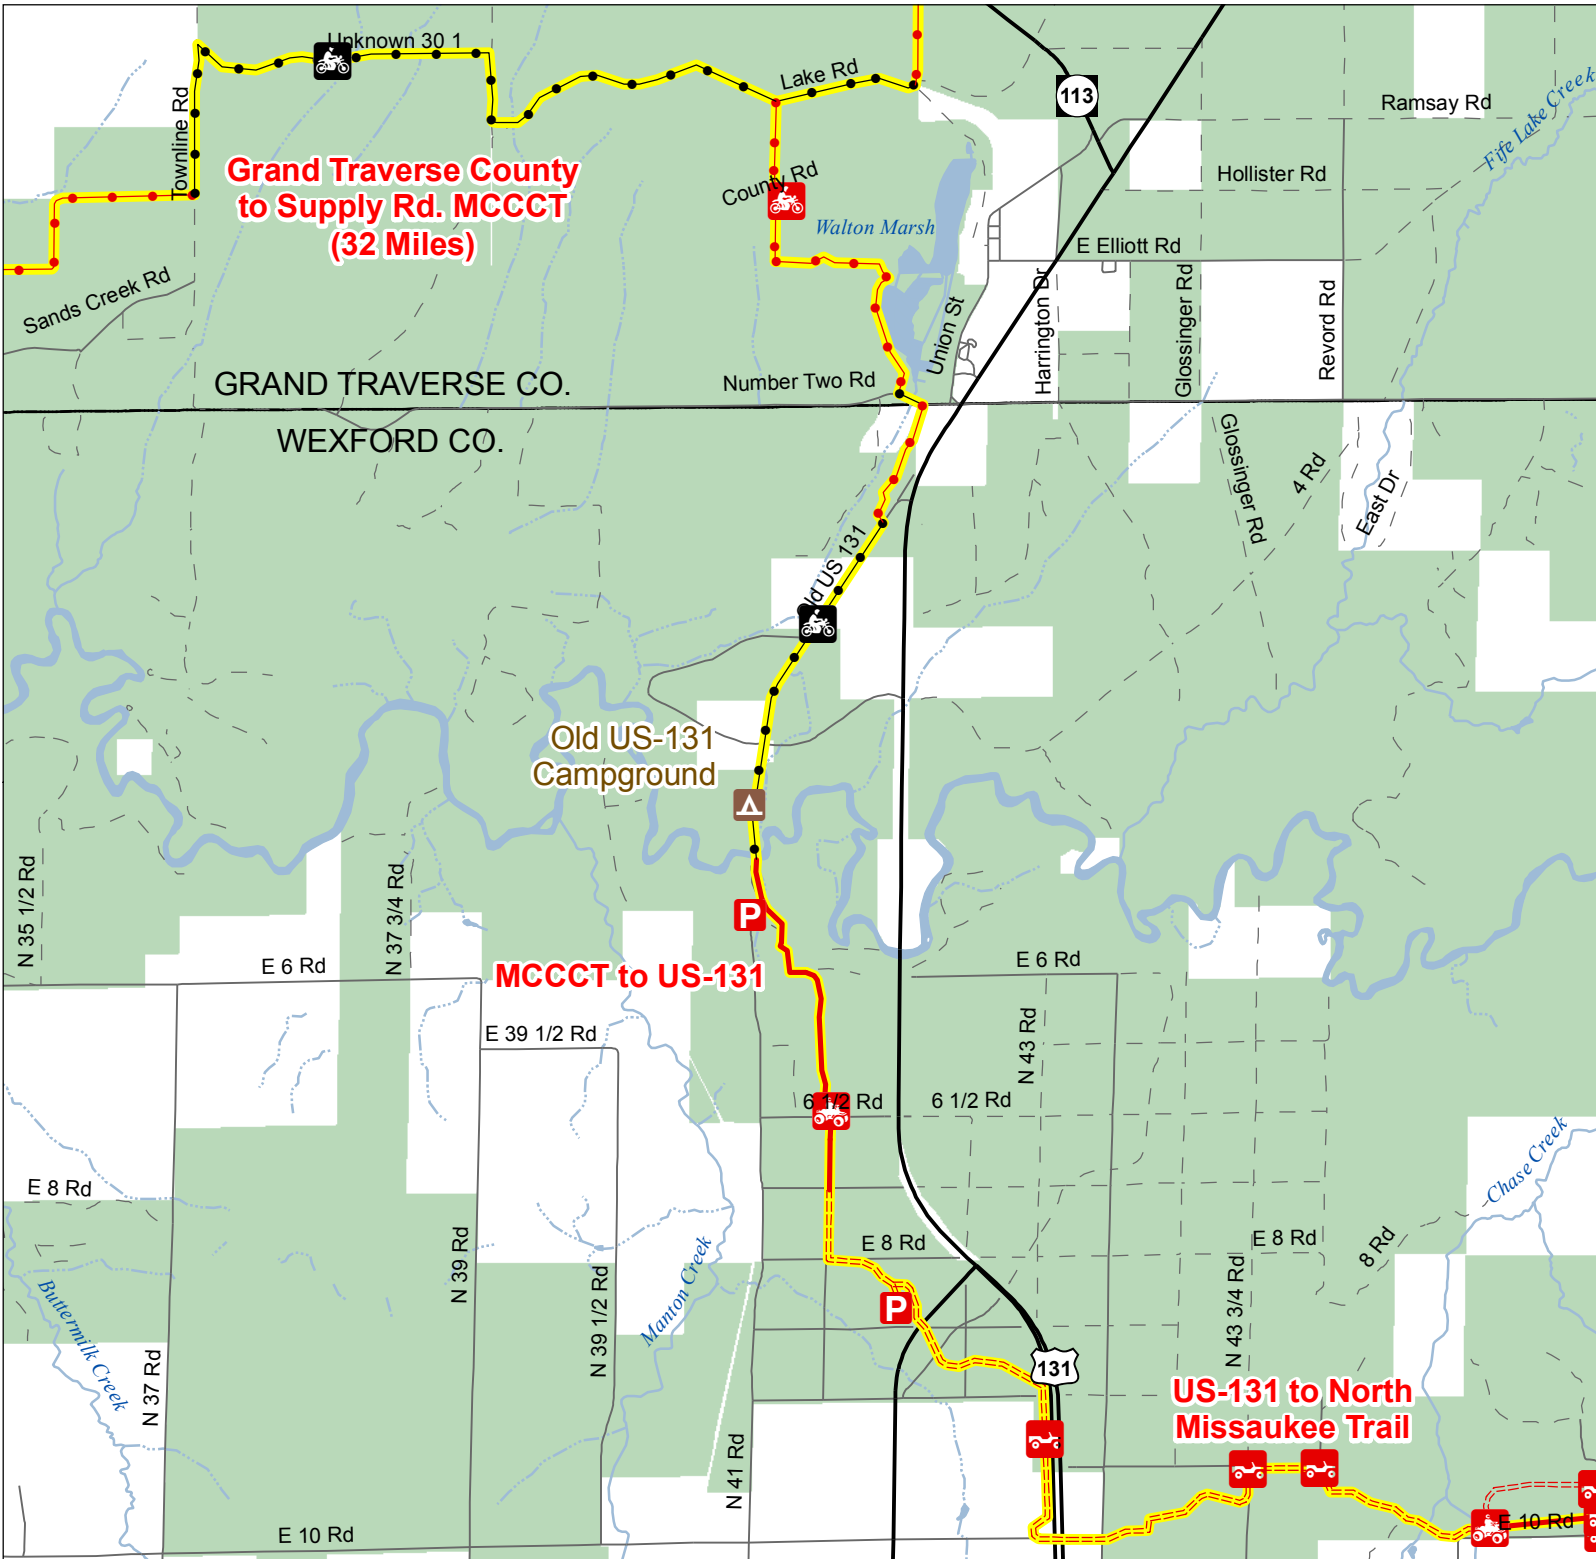 Unknown 30 1
Lake Rd
113
Ramsay Rd
Fife Lake Creek
Townline Rd
Grand Traverse County
to Supply Rd. MCCCT
(32 Miles)
County Rd
Hollister Rd
Walton Marsh
E Elliott Rd
Sands Creek Rd
Union St
Harrington Dr
Glossinger Rd
Revord Rd
GRAND TRAVERSE CO.
Number Two Rd
WEXFORD CO.
Glossinger Rd
4 Rd
East Dr
Old US 131
Old US-131
Campground
N 35 1/2 Rd
N 37 3/4 Rd
P
E 6 Rd
MCCCT to US-131
E 6 Rd
E 39 1/2 Rd
N 43 Rd
6 1/2 Rd
6 1/2 Rd
Chase Creek
E 8 Rd
N 39 Rd
Manton Creek
E 8 Rd
E 8 Rd
8 Rd
Buttermilk Creek
N 39 1/2 Rd
P
N 43 3/4 Rd
131
N 37 Rd
US-131 to North
Missaukee Trail
N 41 Rd
E 10 Rd
E 10 Rd